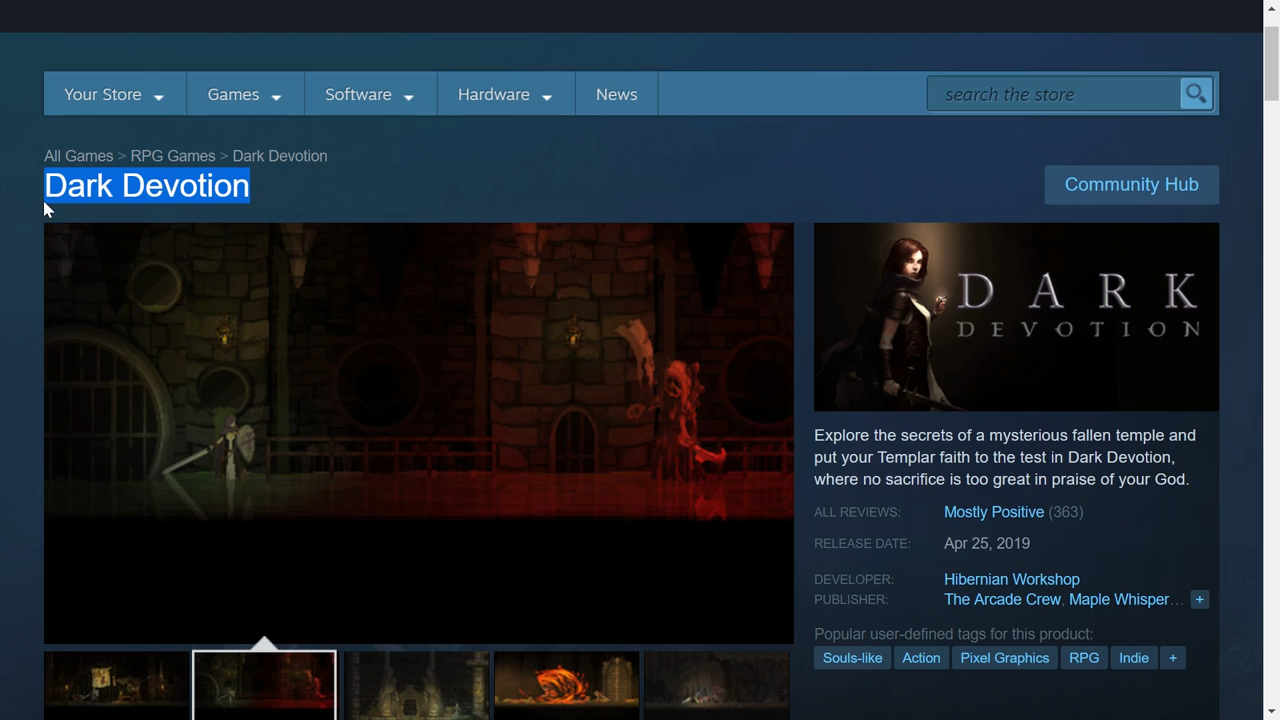 Your Store
Games
Software
Hardware
News
search the store
All Games > RPG Games > Dark Devotion
Dark Devotion
Community Hub
DARK
DEVOTION
Explore the secrets of a mysterious fallen temple and
put your Templar faith to the test in Dark Devotion,
where no sacrifice is too great in praise of your God.
ALL REVIEWS: Mostly Positive (363)
RELEASE DATE: Apr 25, 2019
DEVELOPER: Hibernian Workshop
PUBLISHER: The Arcade Crew, Maple Whisper... +
Popular user-defined tags for this product:
Souls-like Action Pixel Graphics RPG Indie +